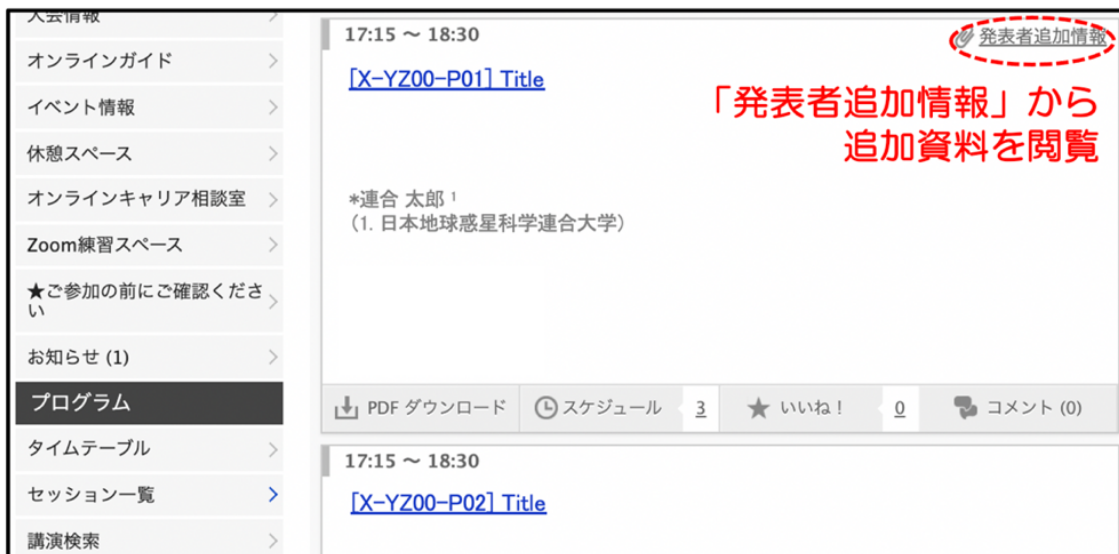 大会情報
オンラインガイド
イベント情報
休憩スペース
オンラインキャリア相談室
Zoom練習スペース
★ご参加の前にご確認くださ
い
お知らせ (1)
プログラム
タイムテーブル
セッション一覧
講演検索
17:15 ～ 18:30
発表者追加情報
[X-YZ00-P01] Title
「発表者追加情報」から
追加資料を閲覧
*連合 太郎 1
(1. 日本地球惑星科学連合大学)
PDF ダウンロード スケジュール 3 いいね！ 0 コメント (0)
17:15 ～ 18:30
[X-YZ00-P02] Title